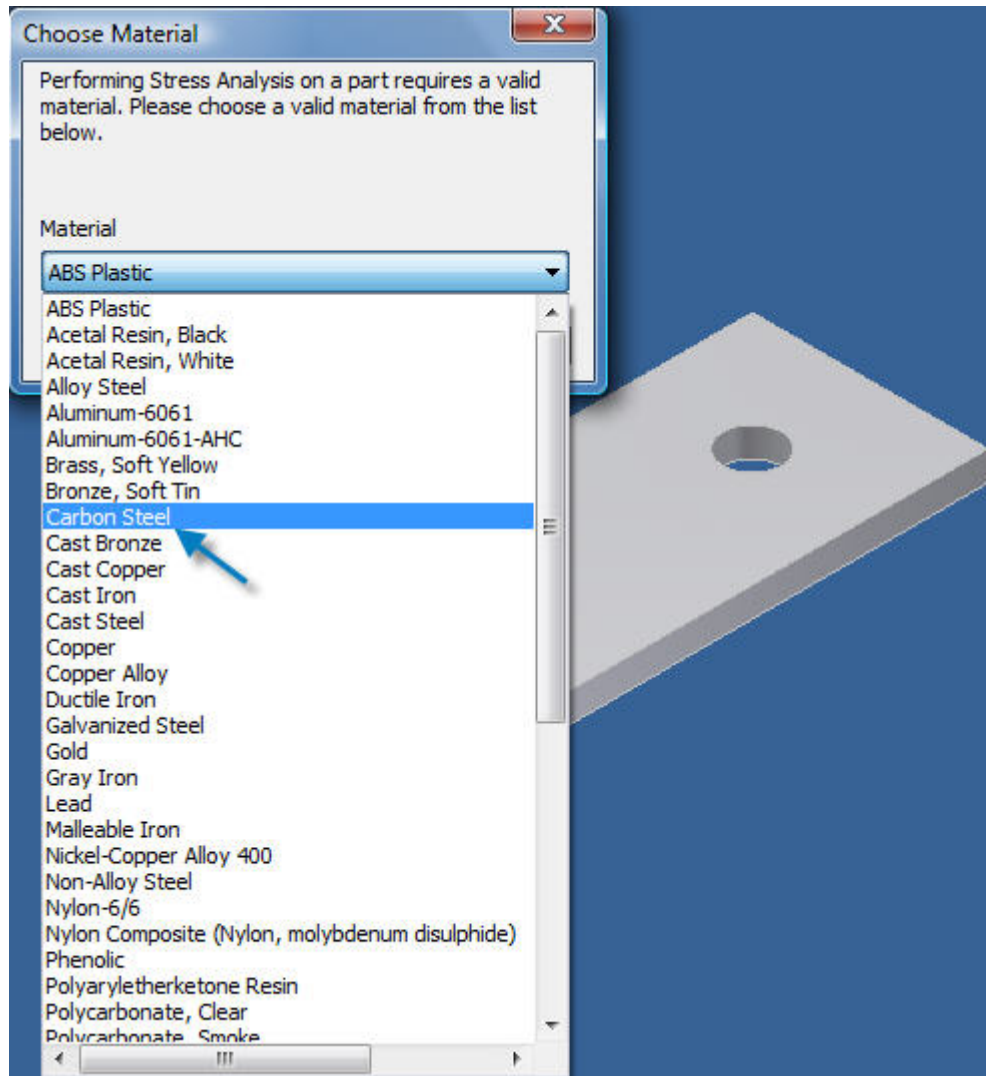 Choose Material
Performing Stress Analysis on a part requires a valid
material. Please choose a valid material from the list
below.
Material
ABS Plastic
ABS Plastic
Acetal Resin, Black
Acetal Resin, White
Alloy Steel
Aluminum-6061
Aluminum-6061-AHC
Brass, Soft Yellow
Bronze, Soft Tin
Carbon Steel
Cast Bronze
Cast Copper
Cast Iron
Cast Steel
Copper
Copper Alloy
Ductile Iron
Galvanized Steel
Gold
Gray Iron
Lead
Malleable Iron
Nickel-Copper Alloy 400
Non-Alloy Steel
Nylon-6/6
Nylon Composite (Nylon, molybdenum disulphide)
Phenolic
Polyaryletherketone Resin
Polycarbonate, Clear
Polycarbonate, Smoke